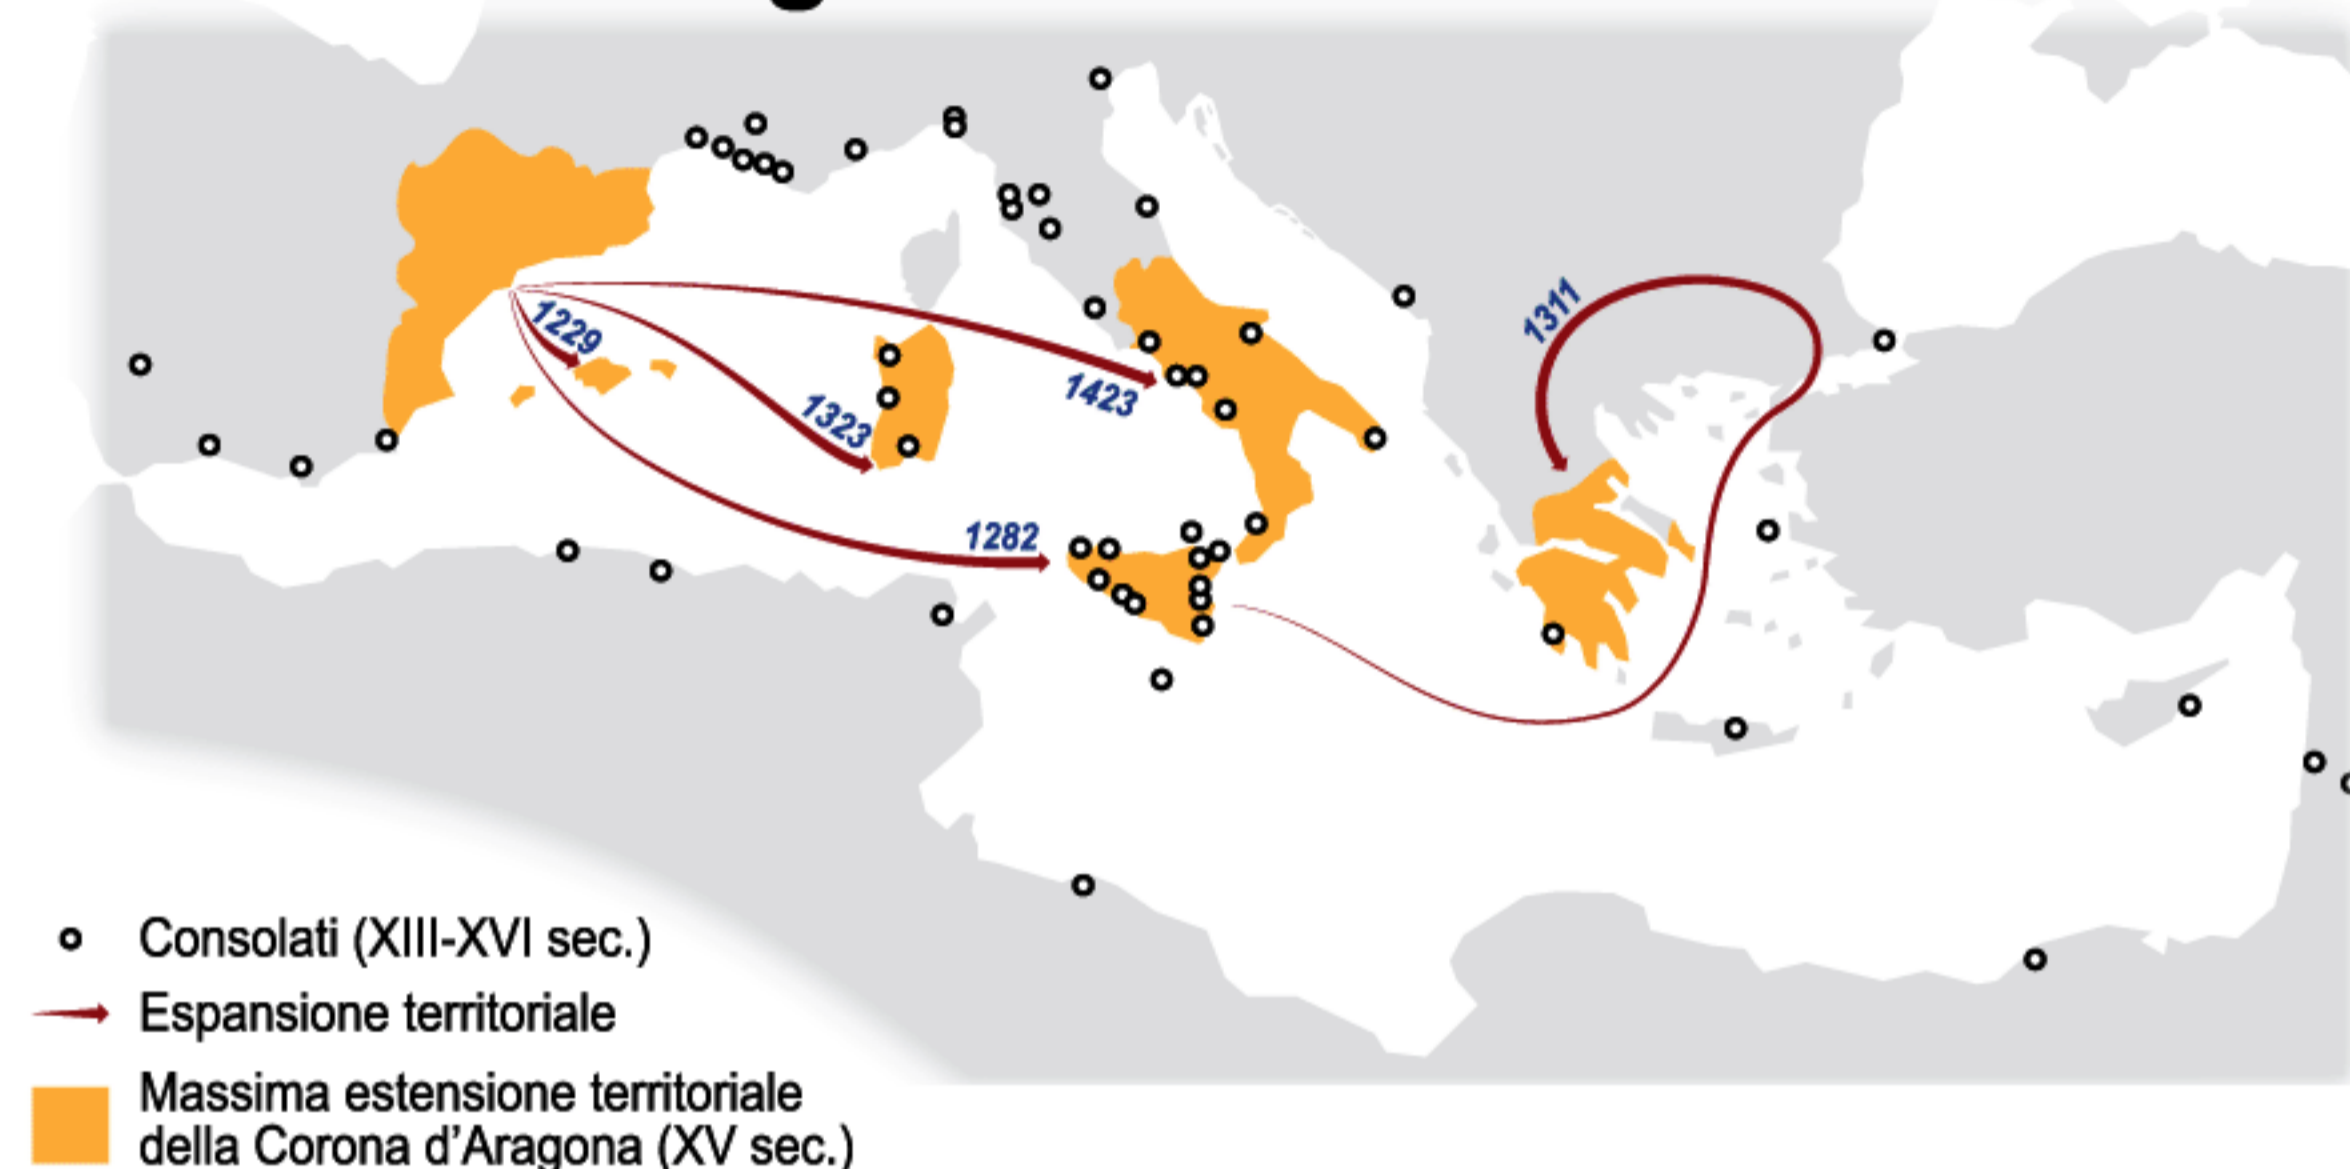 1229
1323
1423
1282
1311
Consolati (XIII-XVI sec.)
Espansione territoriale
Massima estensione territoriale
della Corona d'Aragona (XV sec.)